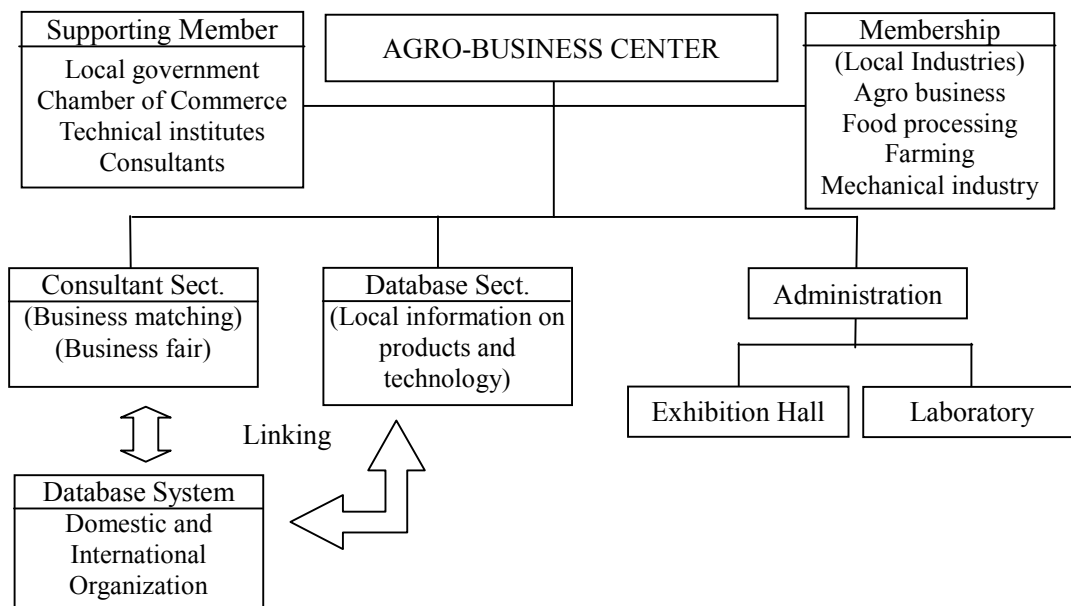 Supporting Member
Local government
Chamber of Commerce
Technical institutes
Consultants
AGRO-BUSINESS CENTER
Membership
(Local Industries)
Agro business
Food processing
Farming
Mechanical industry
Consultant Sect.
(Business matching)
(Business fair)
Database Sect.
(Local information on
products and
technology)
Administration
Exhibition Hall
Laboratory
Linking
Database System
Domestic and
International
Organization